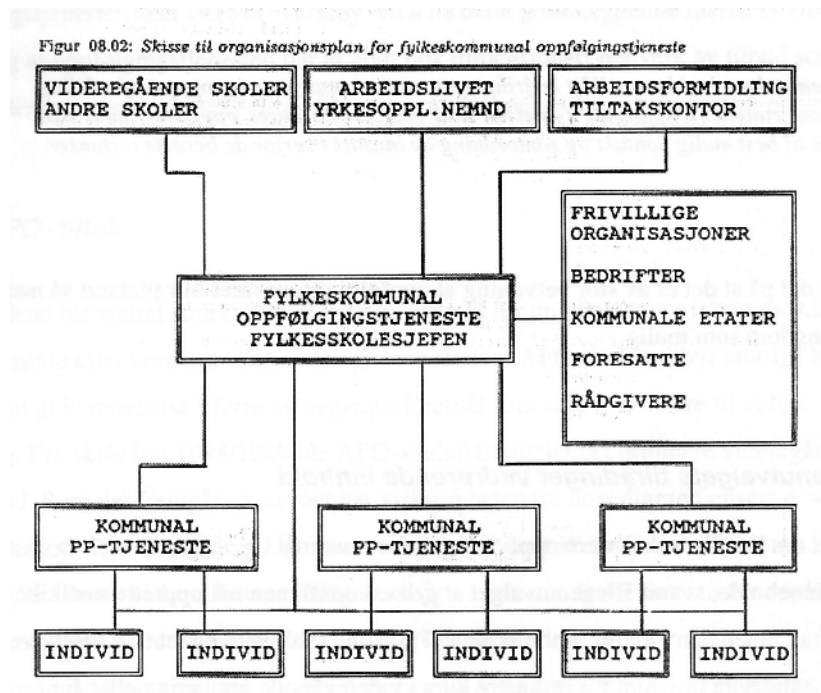 Figur 08.02: Skisse til organisasjonsplan for fylkeskommunal oppfølgingstjeneste
VIDEREGÅENDE SKOLER
ANDRE SKOLER
ARBEIDSLIVET
YRKESOPPL.NEMND
ARBEIDSFORMIDLING
TILTAKSKONTOR
FRIVILLIGE
ORGANISASJONER
BEDRIFTER
KOMMUNALE ETATER
FORESATTE
RÅDGIVERE
FYLKESKOMMUNAL
OPPFØLGINGSTJENESTE
FYLKESSKOLESJEFEN
KOMMUNAL
PP-TJENESTE
KOMMUNAL
PP-TJENESTE
KOMMUNAL
PP-TJENESTE
INDIVID
INDIVID
INDIVID
INDIVID
INDIVID
INDIVID